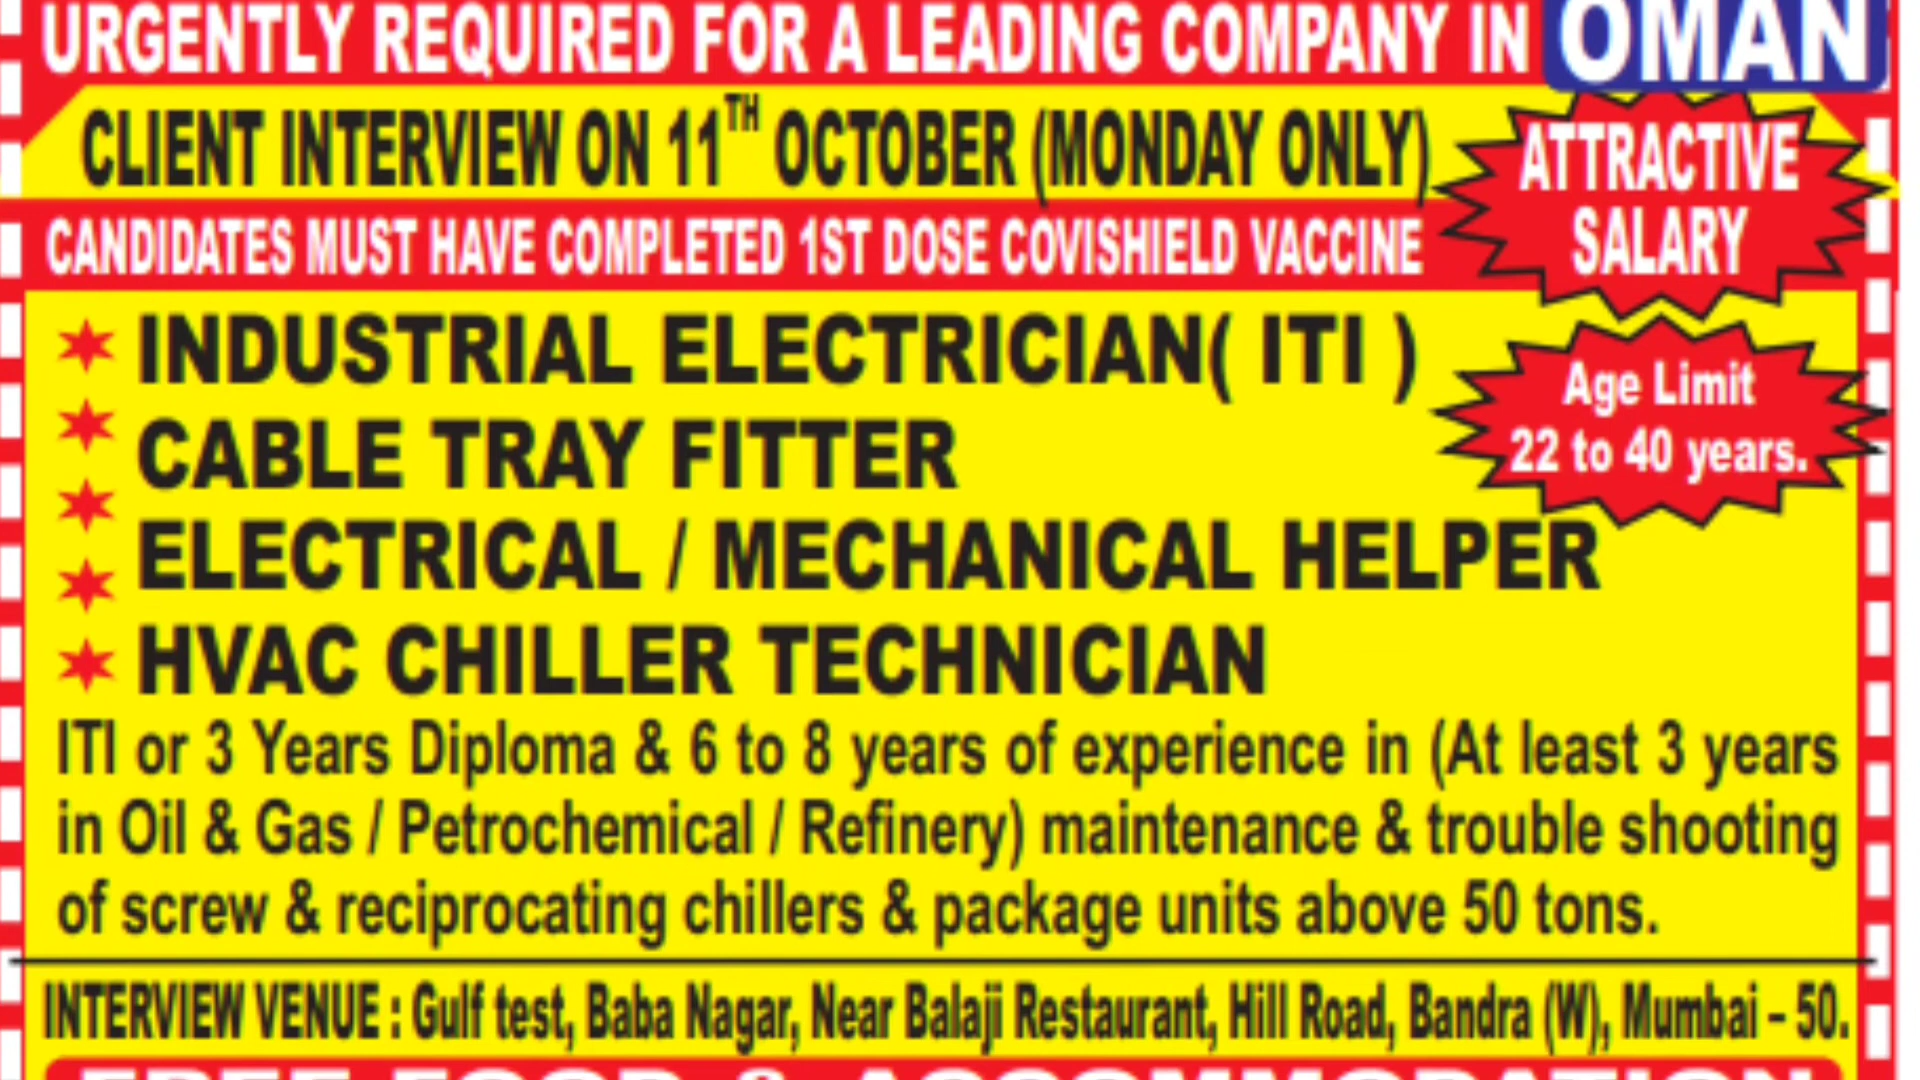 URGENTLY REQUIRED FOR A LEADING COMPANY IN OMAN
CLIENT INTERVIEW ON 11TH OCTOBER (MONDAY ONLY)
ATTRACTIVE
SALARY
CANDIDATES MUST HAVE COMPLETED 1ST DOSE COVISHIELD VACCINE
INDUSTRIAL ELECTRICIAN( ITI )
Age Limit
22 to 40 years.
CABLE TRAY FITTER
ELECTRICAL / MECHANICAL HELPER
HVAC CHILLER TECHNICIAN
ITI or 3 Years Diploma & 6 to 8 years of experience in (At least 3 years
in Oil & Gas / Petrochemical / Refinery) maintenance & trouble shooting
of screw & reciprocating chillers & package units above 50 tons.
INTERVIEW VENUE : Gulf test, Baba Nagar, Near Balaji Restaurant, Hill Road, Bandra (W), Mumbai – 50.
FREE FOOD & ACCOMMODATION